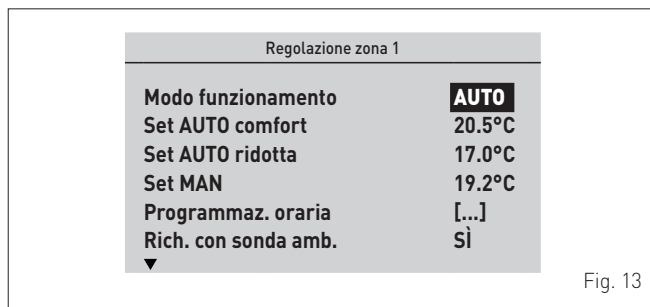 Regolazione zona 1
Modo funzionamento AUTO
Set AUTO comfort 20.5°C
Set AUTO ridotta 17.0°C
Set MAN 19.2°C
Programmaz. oraria [...]
Rich. con sonda amb. SÌ
▼
Fig. 13